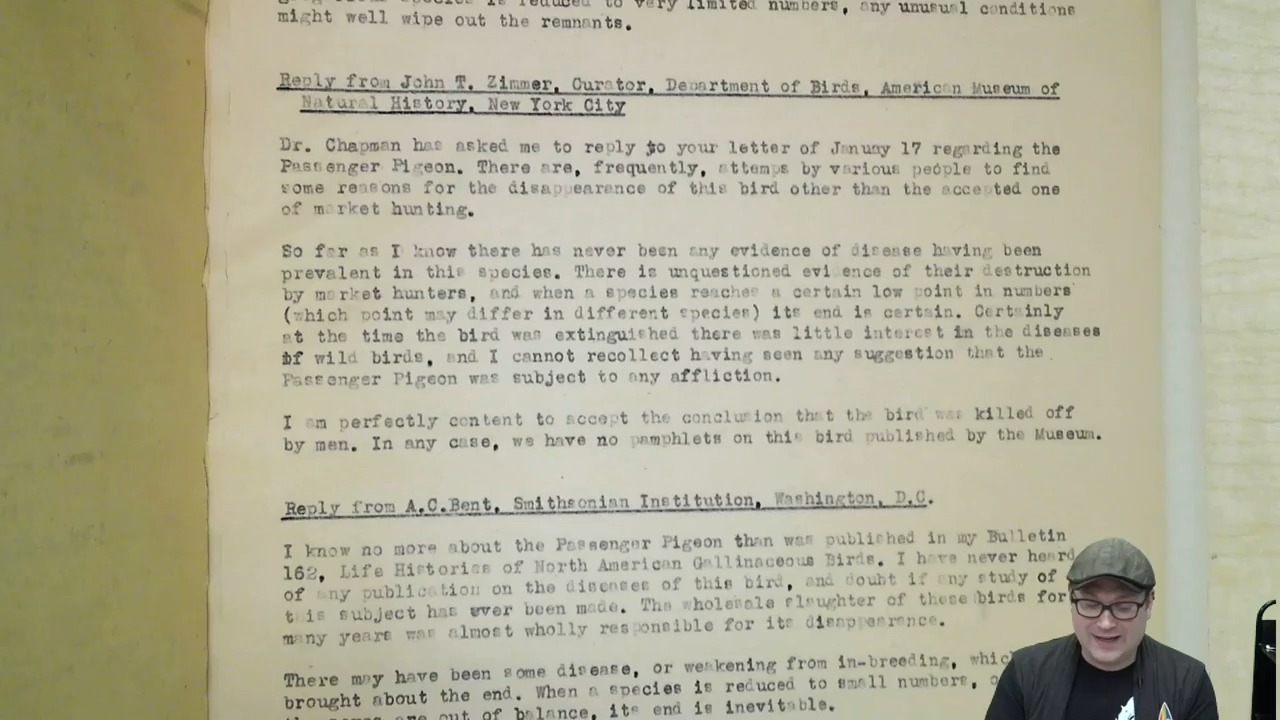 species is reduced to very limited numbers, any unusual conditions
might well wipe out the remnants.
Reply from John T. Zimmer, Curator, Department of Birds, American Museum of
Natural History, New York City
Dr. Chapman has asked me to reply to your letter of Januay 17 regarding the
Passenger Pigeon. There are, frequently, attemps by various people to find
some reasons for the disappearance of this bird other than the accepted one
of market hunting.
So far as I know there has never been any evidence of disease having been
prevalent in this species. There is unquestioned evidence of their destruction
by market hunters, and when a species reaches a certain low point in numbers
(which point may differ in different species) its end is certain. Certainly
at the time the bird was extinguished there was little interest in the diseases
of wild birds, and I cannot recollect having seen any suggestion that the
Passenger Pigeon was subject to any affliction.
I am perfectly content to accept the conclusion that the bird was killed off
by men. In any case, we have no pamphlets on this bird published by the Museum.
Reply from A.C.Bent, Smithsonian Institution, Washington, D.C.
I know no more about the Passenger Pigeon than was published in my Bulletin
162, Life Histories of North American Gallinaceous Birds. I have never heard
of any publication on the diseases of this bird, and doubt if any study of
this subject has ever been made. The wholesale slaughter of these birds for
many years was almost wholly responsible for its disappearance.
There may have been some disease, or weakening from in-breeding, which
brought about the end. When a species is reduced to small numbers,
are out of balance, its end is inevitable.